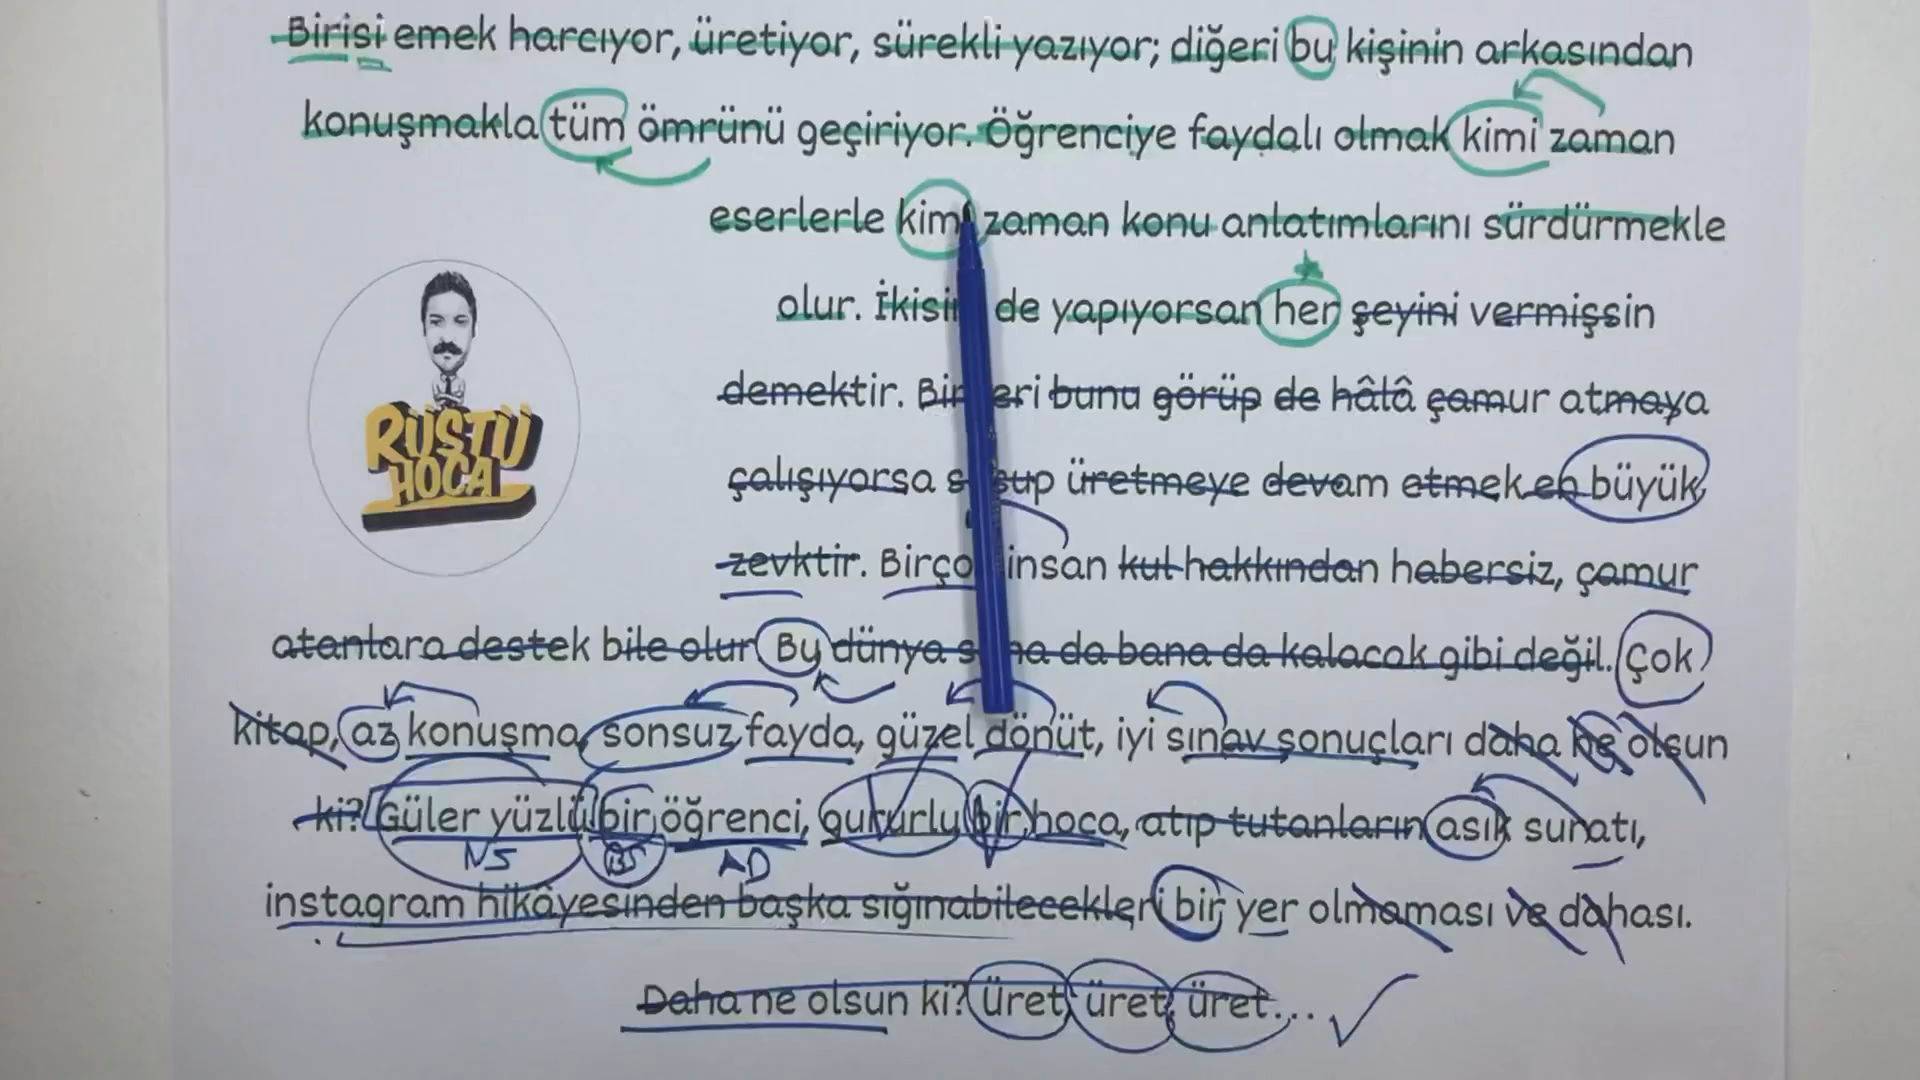 Birisi emek harcıyor, üretiyor, sürekli yazıyor; diğeri bu kişinin arkasından
konuşmakla tüm ömrünü geçiriyor. Öğrenciye faydalı olmak kimi zaman
eserlerle kimi zaman konu anlatımlarını sürdürmekle
olur. de yapıyorsan her şeyini vermişsin
demektir. bunu görüp de hâlâ çamur atmaya
çalışıyorsa üretmeye devam etmek en büyük
zevktir. insan kul hakkından habersiz, çamur
atanlara destek bile olur. Bu dünya da bana da kalacak gibi değil. Çok
kitap, az konuşma, sonsuz fayda, güzel dönüt, iyi sınav sonuçları daha ne olsun
ki? Güler yüzlü bir öğrenci, gururlu bir hoca, atıp tutanların asık suratı,
NS BS AD
instagram hikâyesinden başka sığınabilecekleri bir yer olmaması ve dahası.
Daha ne olsun ki? üret, üret, üret...
RÜŞTÜ
HOCA